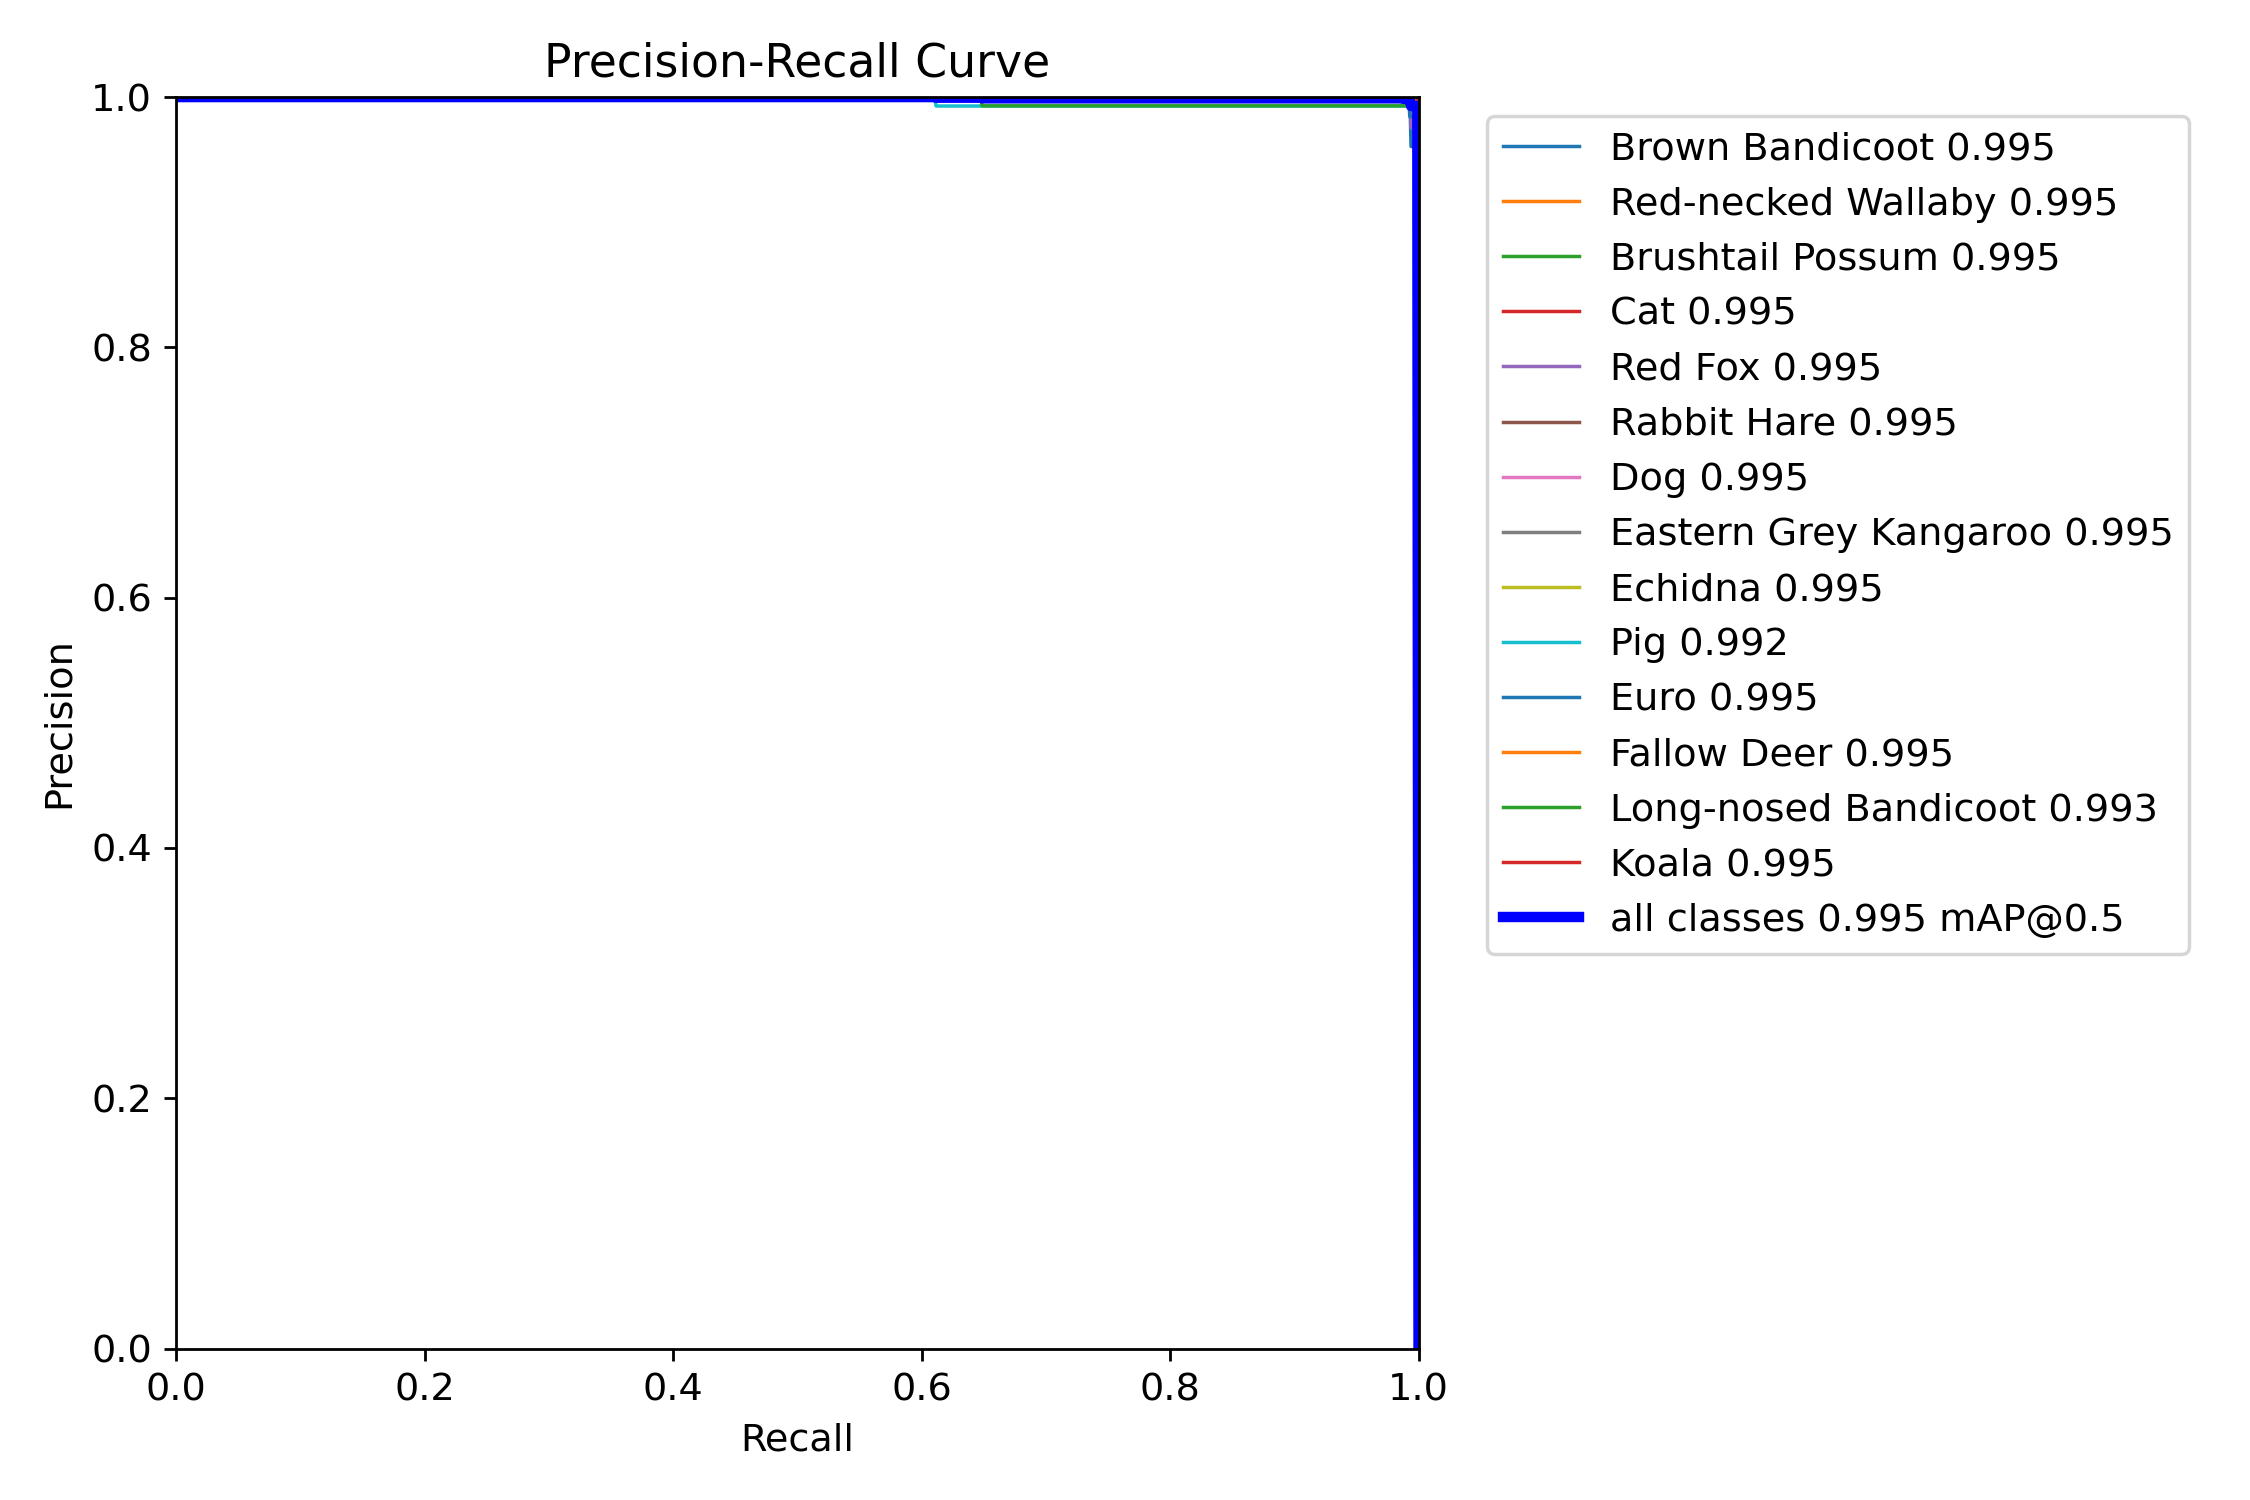 Precision-Recall Curve
1.0
0.8
0.6
0.4
0.2
0.0
Precision
0.0 0.2 0.4 0.6 0.8 1.0
Recall
Brown Bandicoot 0.995
Red-necked Wallaby 0.995
Brushtail Possum 0.995
Cat 0.995
Red Fox 0.995
Rabbit Hare 0.995
Dog 0.995
Eastern Grey Kangaroo 0.995
Echidna 0.995
Pig 0.992
Euro 0.995
Fallow Deer 0.995
Long-nosed Bandicoot 0.993
Koala 0.995
all classes 0.995 mAP@0.5